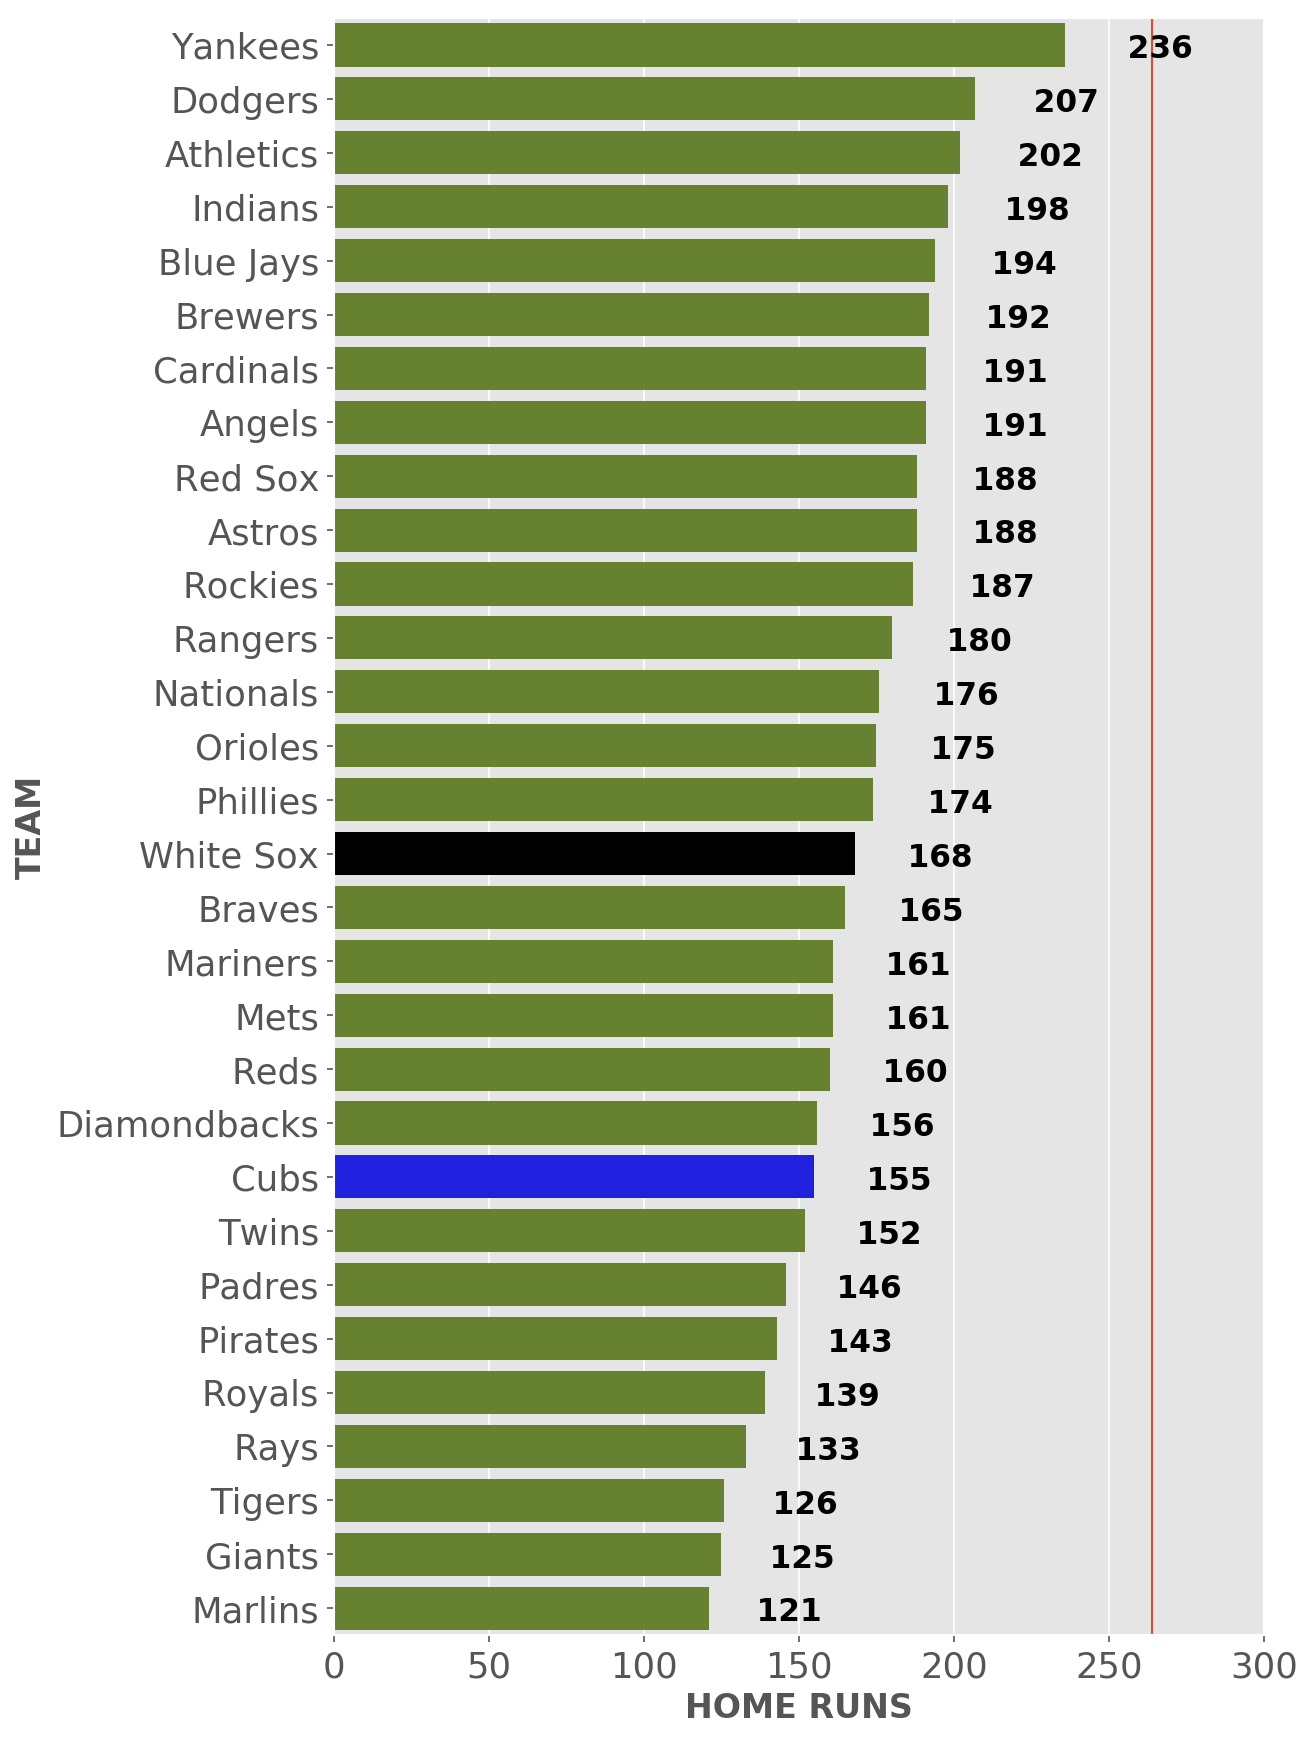 Yankees 236
Dodgers 207
Athletics 202
Indians 198
Blue Jays 194
Brewers 192
Cardinals 191
Angels 191
Red Sox 188
Astros 188
Rockies 187
Rangers 180
Nationals 176
Orioles 175
Phillies 174
White Sox 168
Braves 165
Mariners 161
Mets 161
Reds 160
Diamondbacks 156
Cubs 155
Twins 152
Padres 146
Pirates 143
Royals 139
Rays 133
Tigers 126
Giants 125
Marlins 121
TEAM
0 50 100 150 200 250 300
HOME RUNS